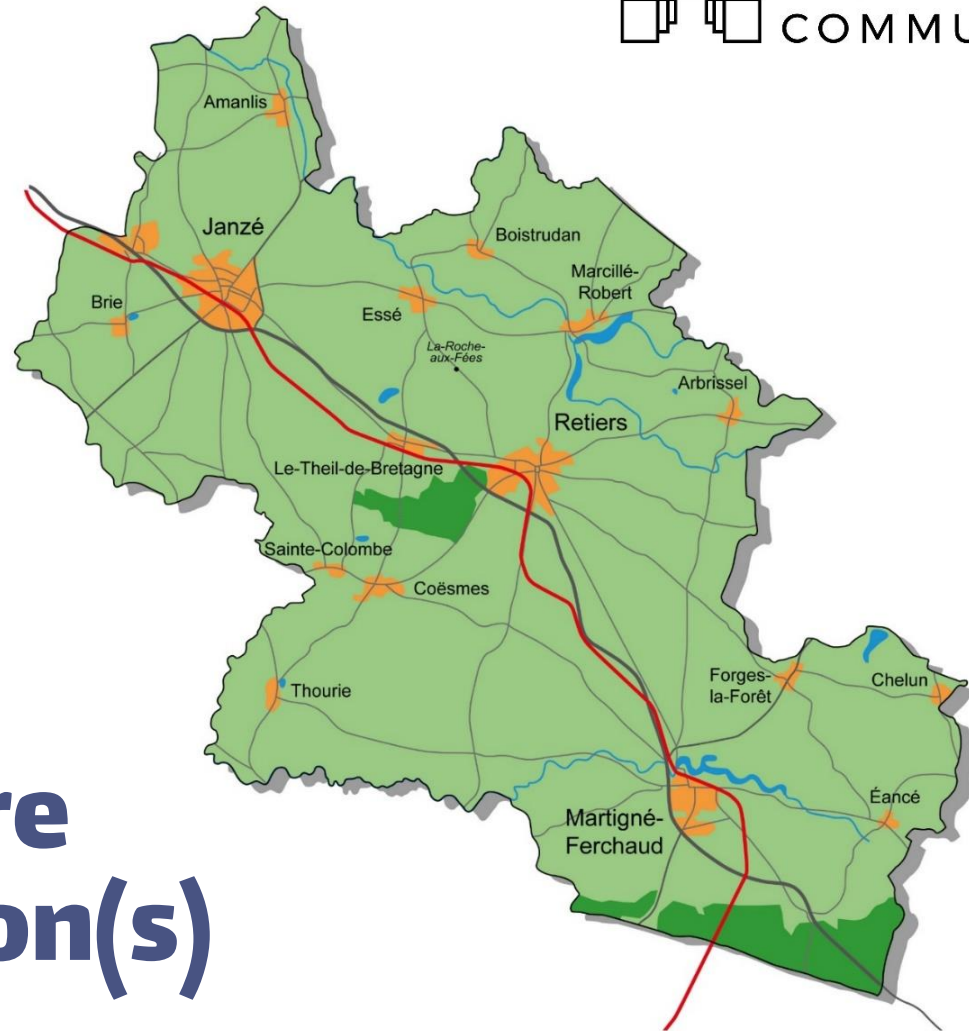 COMMU
Amanlis
Janzé
Boistrudan
Marcillé-
Robert
Brie
Essé
La-Roche-
aux-Fées
Arbrissel
Retiers
Le-Theil-de-Bretagne
Sainte-Colombe
Coësmes
Forges-
la-Forêt
Chelun
Thourie
re
Éancé
Martigné-
Ferchaud
on(s)